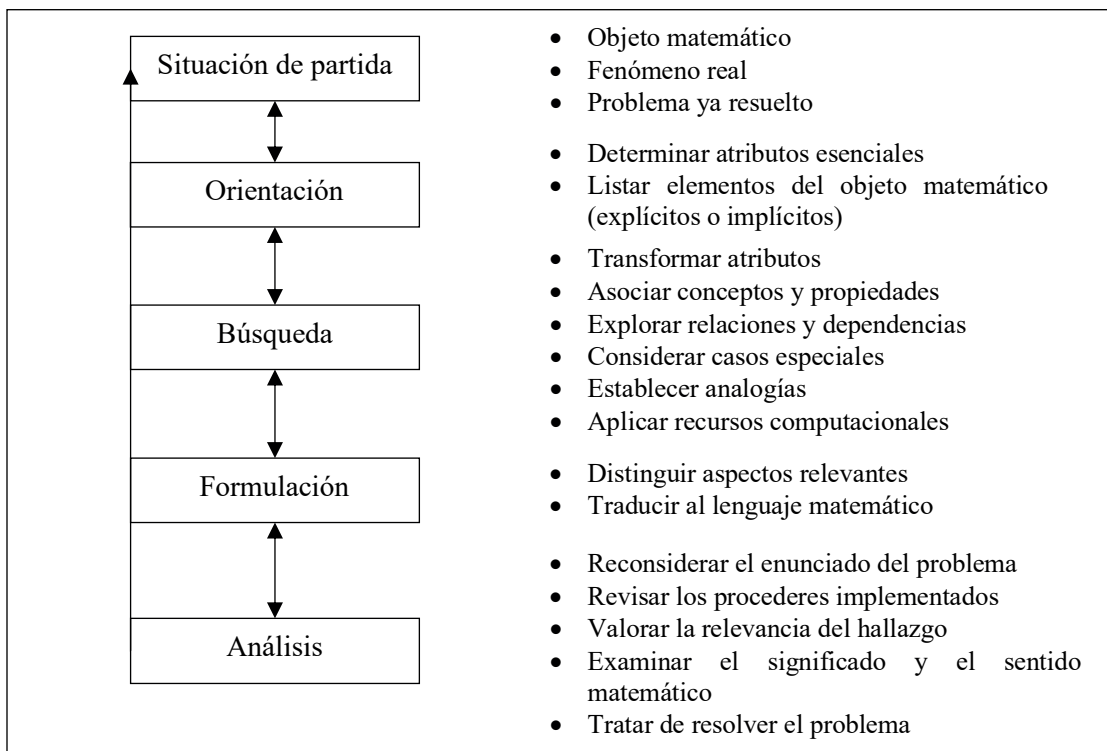 Situación de partida
• Objeto matemático
• Fenómeno real
• Problema ya resuelto
Orientación
• Determinar atributos esenciales
• Listar elementos del objeto matemático
(explícitos o implícitos)
Búsqueda
• Transformar atributos
• Asociar conceptos y propiedades
• Explorar relaciones y dependencias
• Considerar casos especiales
• Establecer analogías
• Aplicar recursos computacionales
Formulación
• Distinguir aspectos relevantes
• Traducir al lenguaje matemático
Análisis
• Reconsiderar el enunciado del problema
• Revisar los procederes implementados
• Valorar la relevancia del hallazgo
• Examinar el significado y el sentido
matemático
• Tratar de resolver el problema